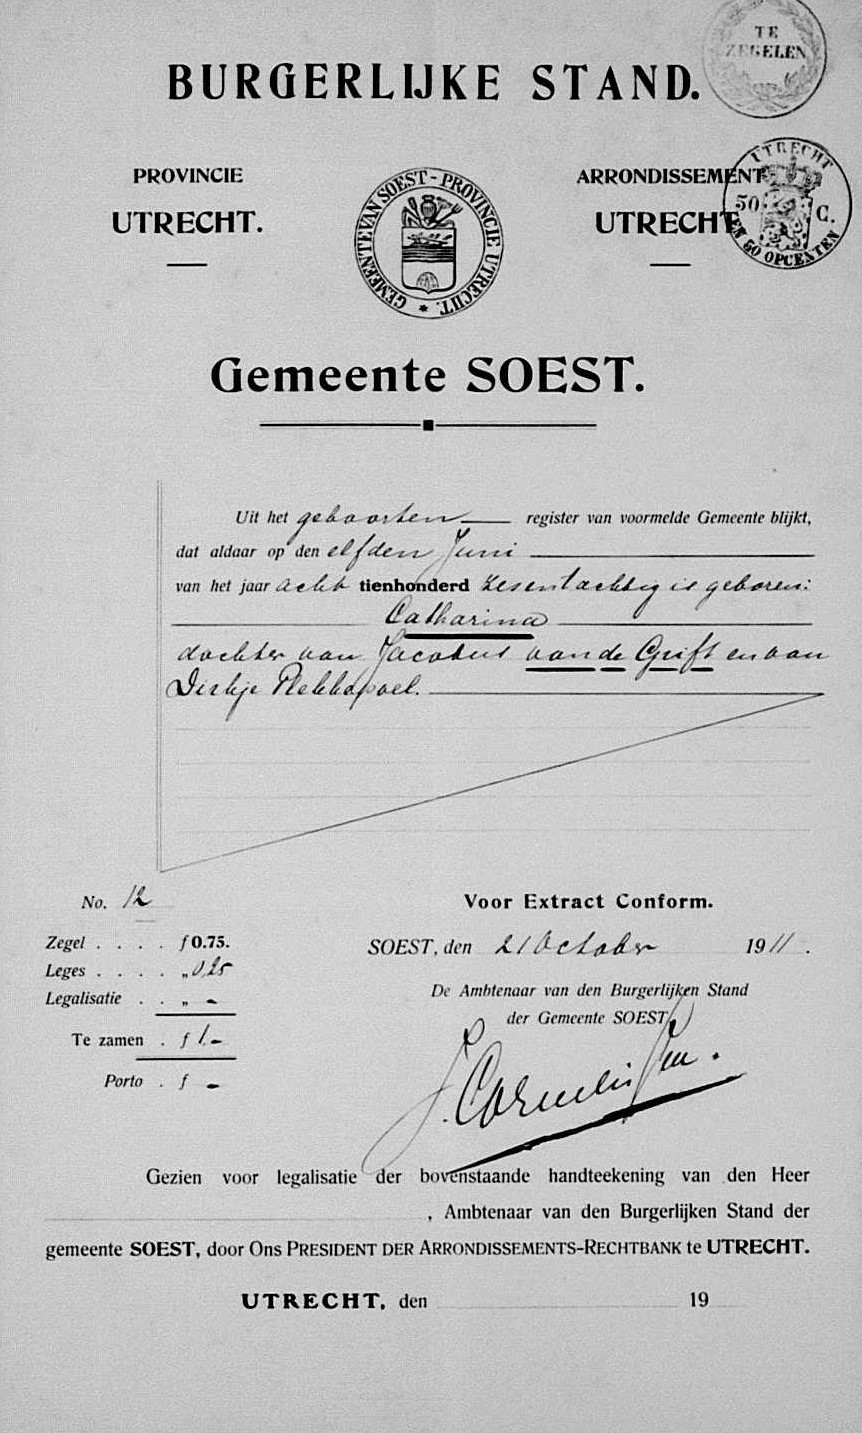 TE
ZEGELEN
BURGERLIJKE STAND.
PROVINCIE
UTRECHT.
GEMEENTE VAN SOEST - PROVINCIE UTRECHT.
ARRONDISSEMENT
UTRECHT
UTRECHT
50 C.
EN 50 OPCENTEN
Gemeente SOEST.
Uit het geboorten register van voormelde Gemeente blijkt,
dat aldaar op den elfden Juni
van het jaar acht tienhonderd zesentachtig is geboren:
Catharina
dochter van Jacobus van de Grift en van
Dirkje
No. 12
Zegel . . . . f 0.75.
Leges . . . . „ 0,25
Legalisatie . . „ -
Te zamen . f 1.-
Porto . f -
Voor Extract Conform.
SOEST, den 21 October 1911.
De Ambtenaar van den Burgerlijken Stand
der Gemeente SOEST,
Gezien voor legalisatie der bovenstaande handteekening van den Heer
, Ambtenaar van den Burgerlijken Stand der
gemeente SOEST, door Ons PRESIDENT DER ARRONDISSEMENTS-RECHTBANK te UTRECHT.
UTRECHT, den 19